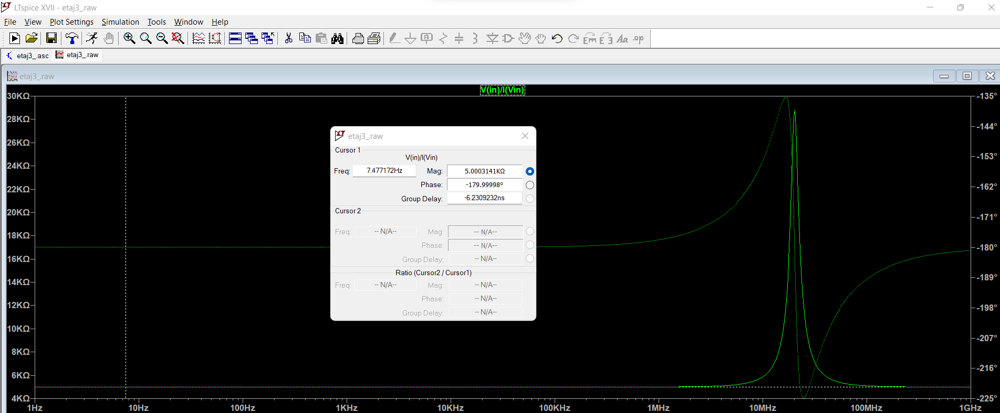 LTspice XVII - etaj3_.raw
File View Plot Settings Simulation Tools Window Help
etaj3_.asc etaj3_.raw
etaj3_.raw
V(in)/I(Vin)
30KΩ -135°
28KΩ -144°
26KΩ -153°
24KΩ -162°
22KΩ -171°
20KΩ -180°
18KΩ -189°
16KΩ -198°
14KΩ -207°
12KΩ -216°
10KΩ -225°
8KΩ
6KΩ
4KΩ
1Hz 10Hz 100Hz 1KHz 10KHz 100KHz 1MHz 10MHz 100MHz 1GHz
etaj3_.raw
Cursor 1
V(in)/I(Vin)
Freq: 7.477172Hz Mag: 5.0003141KΩ
Phase: -179.99998°
Group Delay: -6.2309232ns
Cursor 2
Freq: -- N/A-- Mag: -- N/A--
Phase: -- N/A--
Group Delay: -- N/A--
Ratio (Cursor2 / Cursor1)
Freq: -- N/A-- Mag: -- N/A--
Phase: -- N/A--
Group Delay: -- N/A--